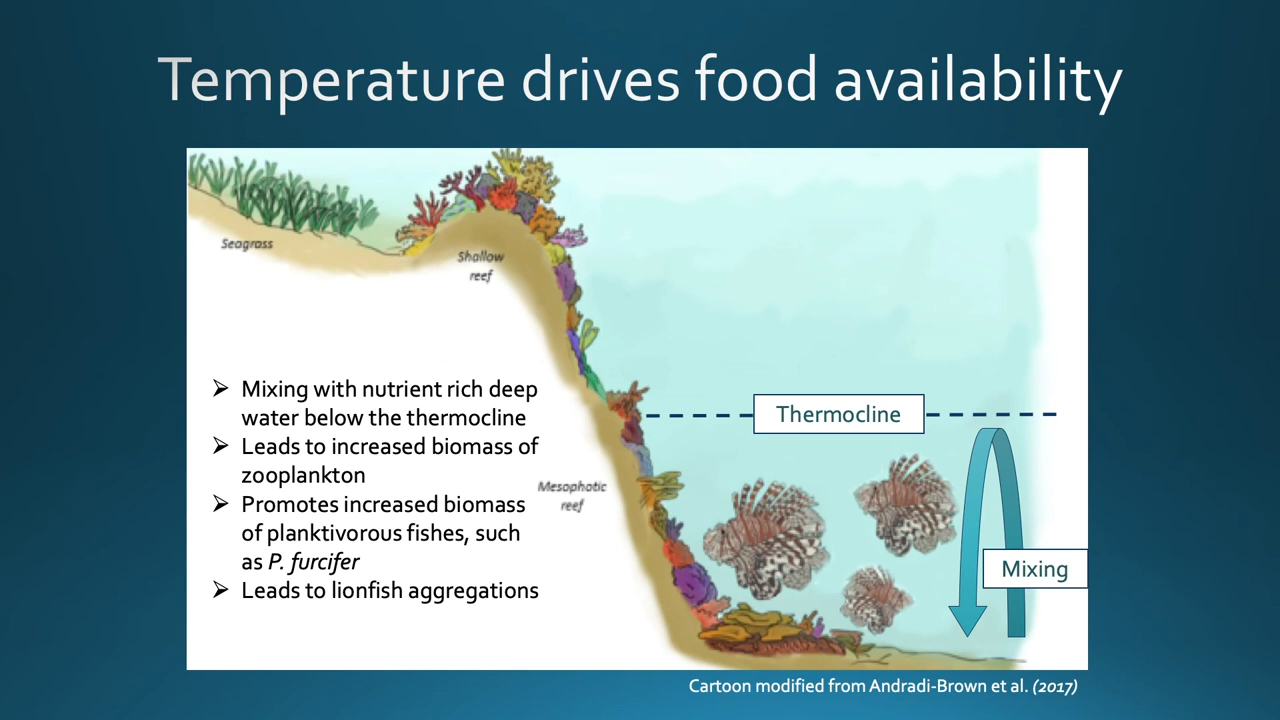 Temperature drives food availability
Seagrass
Shallow
reef
➢ Mixing with nutrient rich deep
water below the thermocline
➢ Leads to increased biomass of
zooplankton
➢ Promotes increased biomass
of planktivorous fishes, such
as P. furcifer
➢ Leads to lionfish aggregations
Mesophotic
reef
Thermocline
Mixing
Cartoon modified from Andradi-Brown et al. (2017)